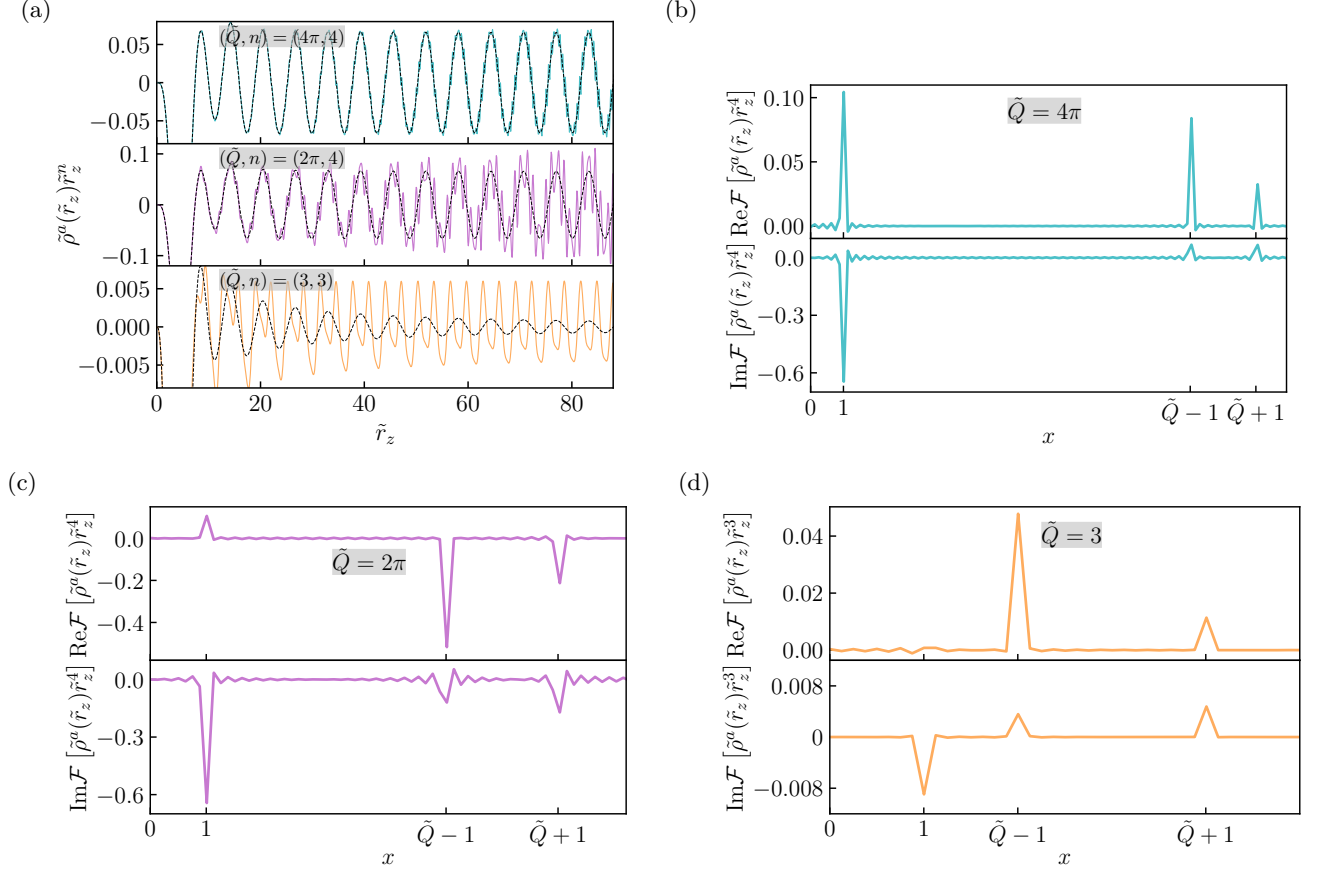 (a)
(Q̃, n) = (4π, 4)
0.05
0
−0.05
(Q̃, n) = (2π, 4)
0.1
0
−0.1
(Q̃, n) = (3, 3)
0.005
0.000
−0.005
ρ̃ᵃ(r̃_z)r̃_z^n
0 20 40 60 80
r̃_z
(b)
Q̃ = 4π
0.10
0.05
0.00
Re𝓕 [ρ̃ᵃ(r̃_z)r̃_z^4]
0.0
−0.3
−0.6
Im𝓕 [ρ̃ᵃ(r̃_z)r̃_z^4]
0 1 Q̃ − 1 Q̃ + 1
x
(c)
Q̃ = 2π
0.0
−0.2
−0.4
Re𝓕 [ρ̃ᵃ(r̃_z)r̃_z^4]
0.0
−0.3
−0.6
Im𝓕 [ρ̃ᵃ(r̃_z)r̃_z^4]
0 1 Q̃ − 1 Q̃ + 1
x
(d)
Q̃ = 3
0.04
0.02
0.00
Re𝓕 [ρ̃ᵃ(r̃_z)r̃_z^3]
0.008
0
−0.008
Im𝓕 [ρ̃ᵃ(r̃_z)r̃_z^3]
0 1 Q̃ − 1 Q̃ + 1
x